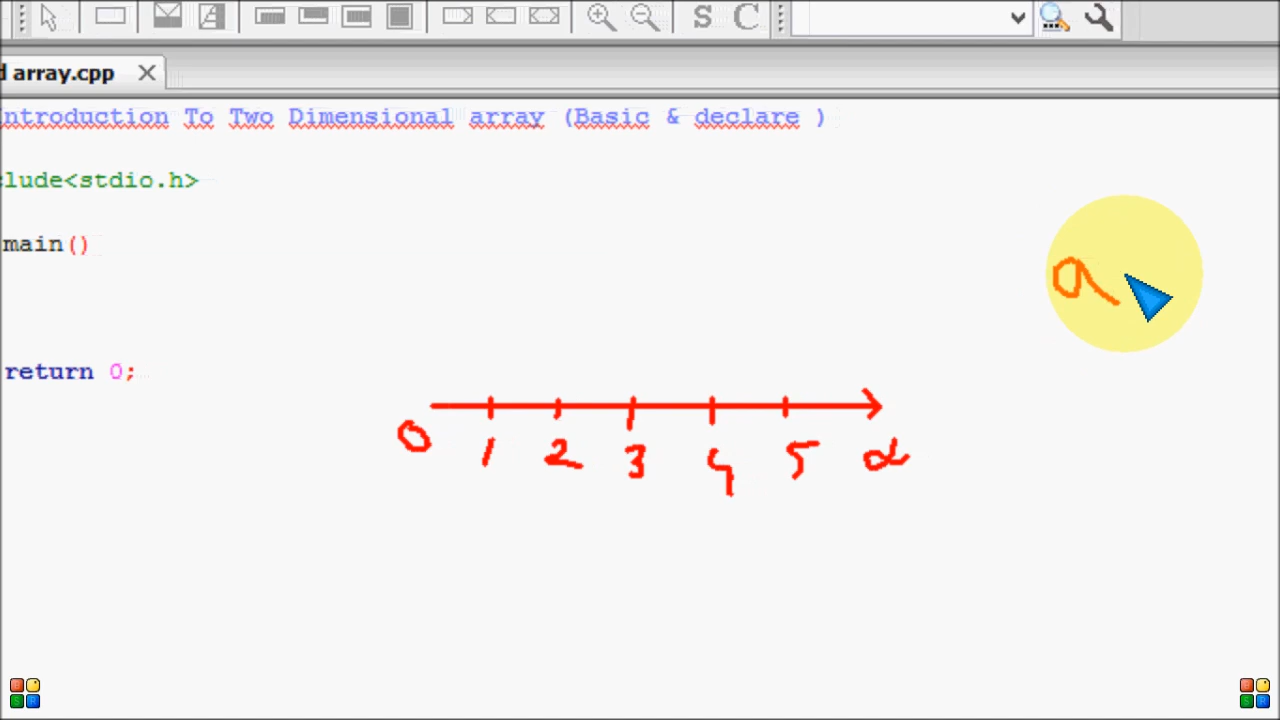 d array.cpp
ntroduction To Two Dimensional array (Basic & declare )
lude<stdio.h>
main()
a
return 0;
0 1 2 3 4 5 α
S C